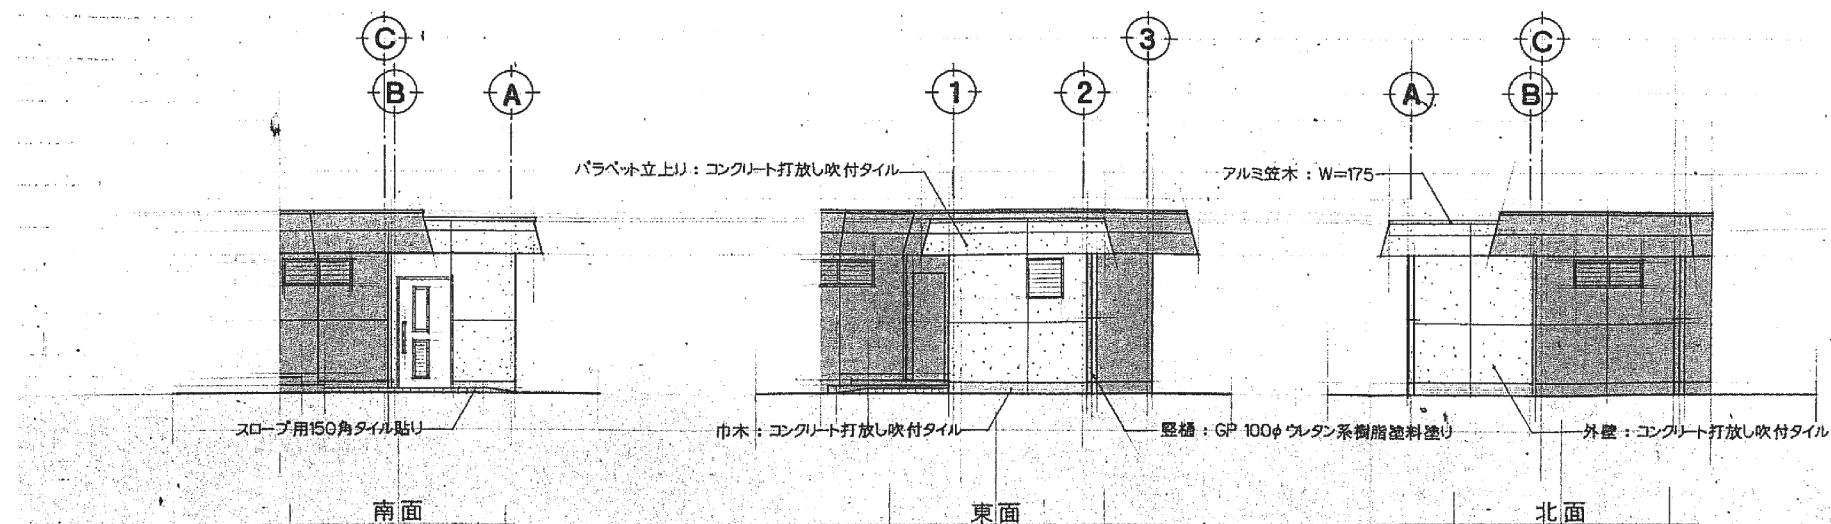 C
B
A
1
2
3
A
B
C
パラペット立上り：コンクリート打放し吹付タイル
アルミ笠木：W=175
スロープ用150角タイル貼り
巾木：コンクリート打放し吹付タイル
竪樋：GP 100φ ウレタン系樹脂塗料塗り
外壁：コンクリート打放し吹付タイル
南面
東面
北面